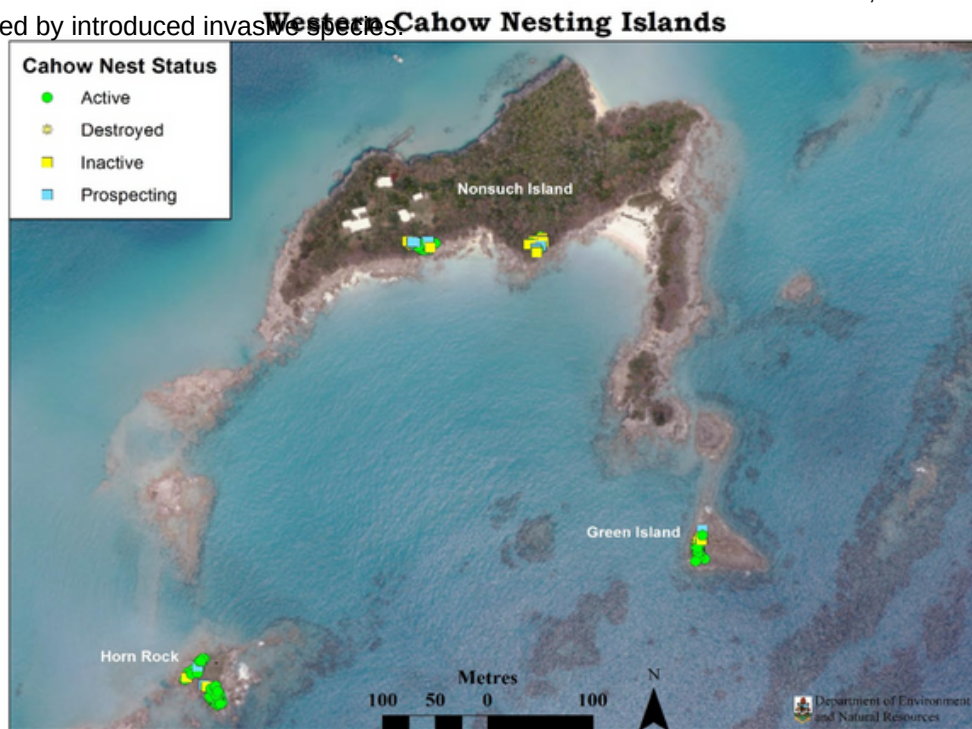 ed by introduced invasive species.
Western Cahow Nesting Islands
Cahow Nest Status
Active
Destroyed
Inactive
Prospecting
Nonsuch Island
Green Island
Horn Rock
Metres
100 50 0 100
N
Department of Environment
and Natural Resources